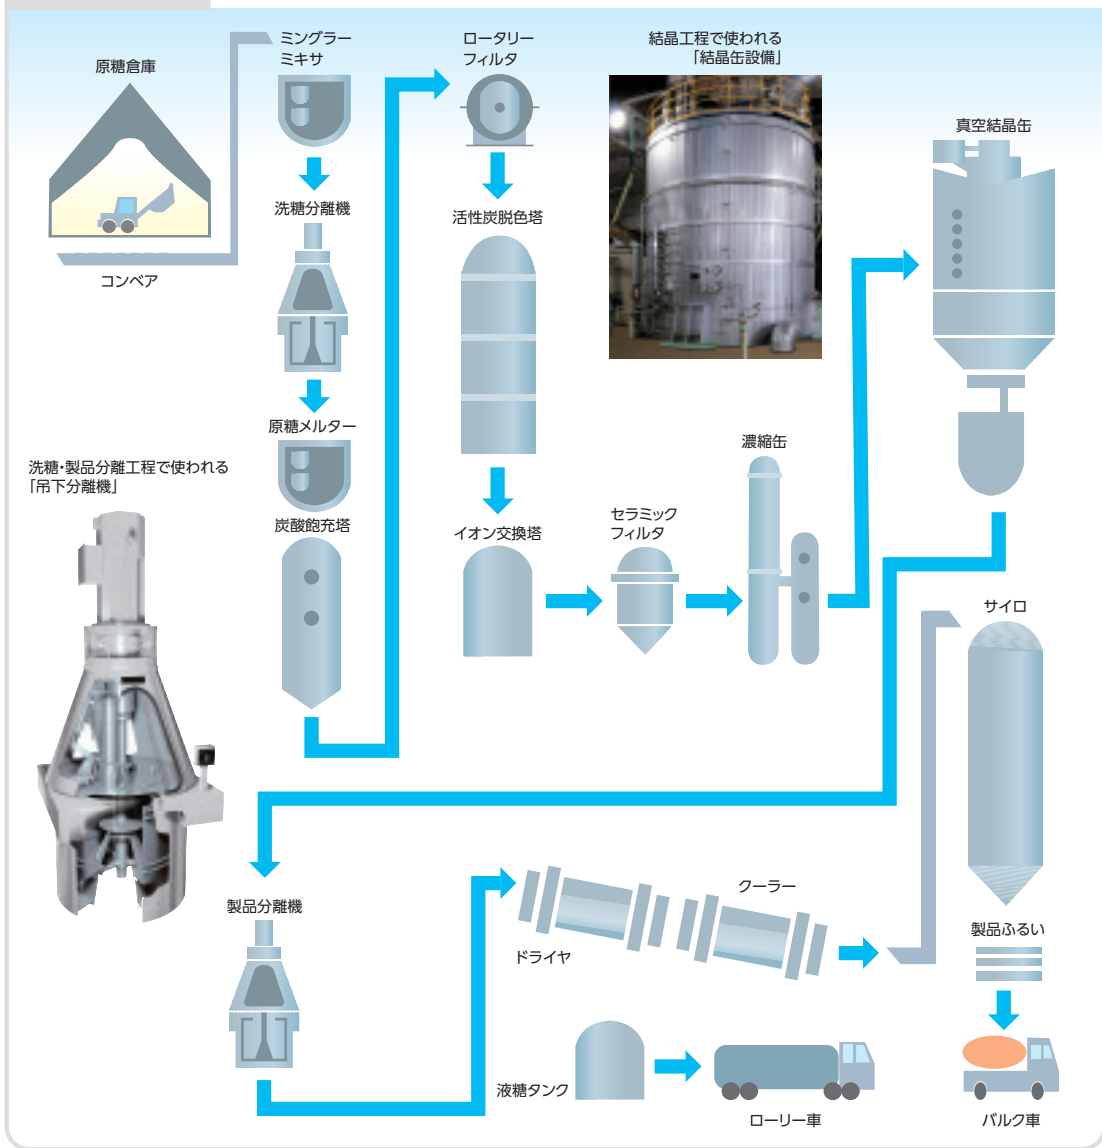 原糖倉庫
コンベア
ミングラー
ミキサ
洗糖分離機
原糖メルター
炭酸飽充塔
洗糖・製品分離工程で使われる
「吊下分離機」
ロータリー
フィルタ
活性炭脱色塔
イオン交換塔
セラミック
フィルタ
濃縮缶
結晶工程で使われる
「結晶缶設備」
真空結晶缶
製品分離機
ドライヤ
クーラー
サイロ
製品ふるい
バルク車
液糖タンク
ローリー車